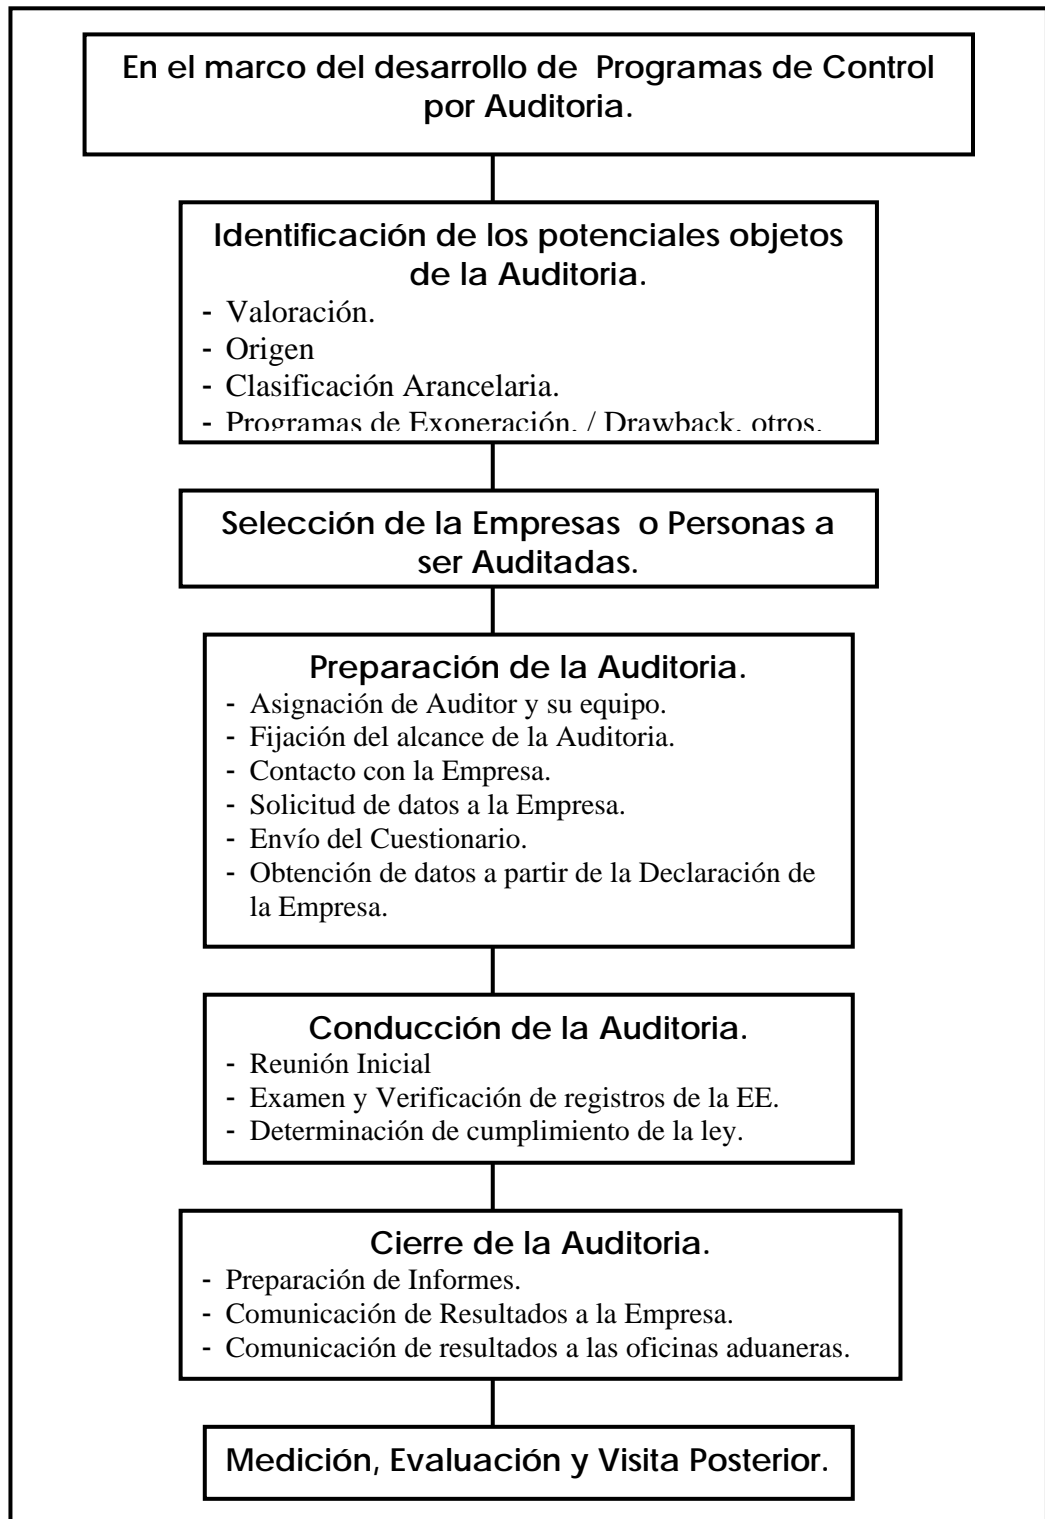 En el marco del desarrollo de Programas de Control
por Auditoria.
Identificación de los potenciales objetos
de la Auditoria.
- Valoración.
- Origen
- Clasificación Arancelaria.
- Programas de Exoneración. / Drawback, otros.
Selección de la Empresas o Personas a
ser Auditadas.
Preparación de la Auditoria.
- Asignación de Auditor y su equipo.
- Fijación del alcance de la Auditoria.
- Contacto con la Empresa.
- Solicitud de datos a la Empresa.
- Envío del Cuestionario.
- Obtención de datos a partir de la Declaración de
la Empresa.
Conducción de la Auditoria.
- Reunión Inicial
- Examen y Verificación de registros de la EE.
- Determinación de cumplimiento de la ley.
Cierre de la Auditoria.
- Preparación de Informes.
- Comunicación de Resultados a la Empresa.
- Comunicación de resultados a las oficinas aduaneras.
Medición, Evaluación y Visita Posterior.